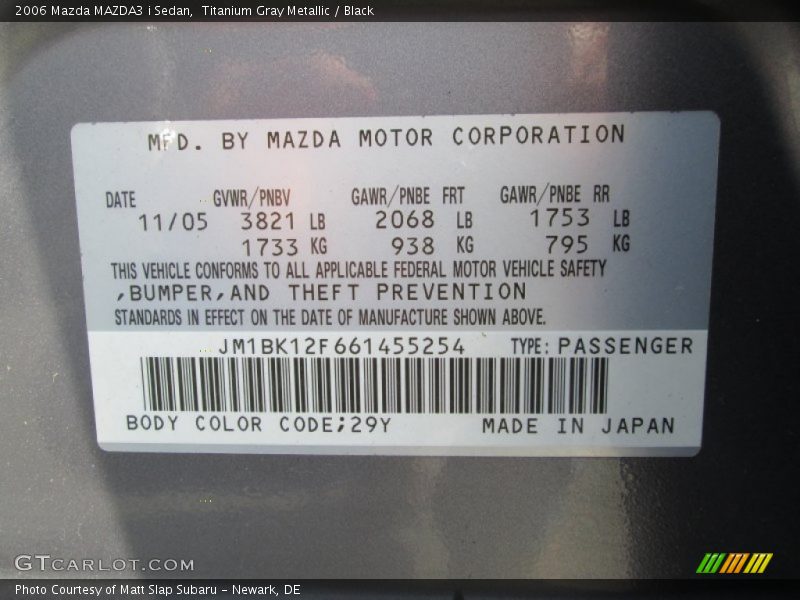 2006 Mazda MAZDA3 i Sedan, Titanium Gray Metallic / Black
MFD. BY MAZDA MOTOR CORPORATION
DATE GVWR/PNBV GAWR/PNBE FRT GAWR/PNBE RR
11/05 3821 LB 2068 LB 1753 LB
1733 KG 938 KG 795 KG
THIS VEHICLE CONFORMS TO ALL APPLICABLE FEDERAL MOTOR VEHICLE SAFETY
,BUMPER,AND THEFT PREVENTION
STANDARDS IN EFFECT ON THE DATE OF MANUFACTURE SHOWN ABOVE.
JM1BK12F661455254 TYPE: PASSENGER
BODY COLOR CODE;29Y MADE IN JAPAN
GTCARLOT.COM
Photo Courtesy of Matt Slap Subaru - Newark, DE